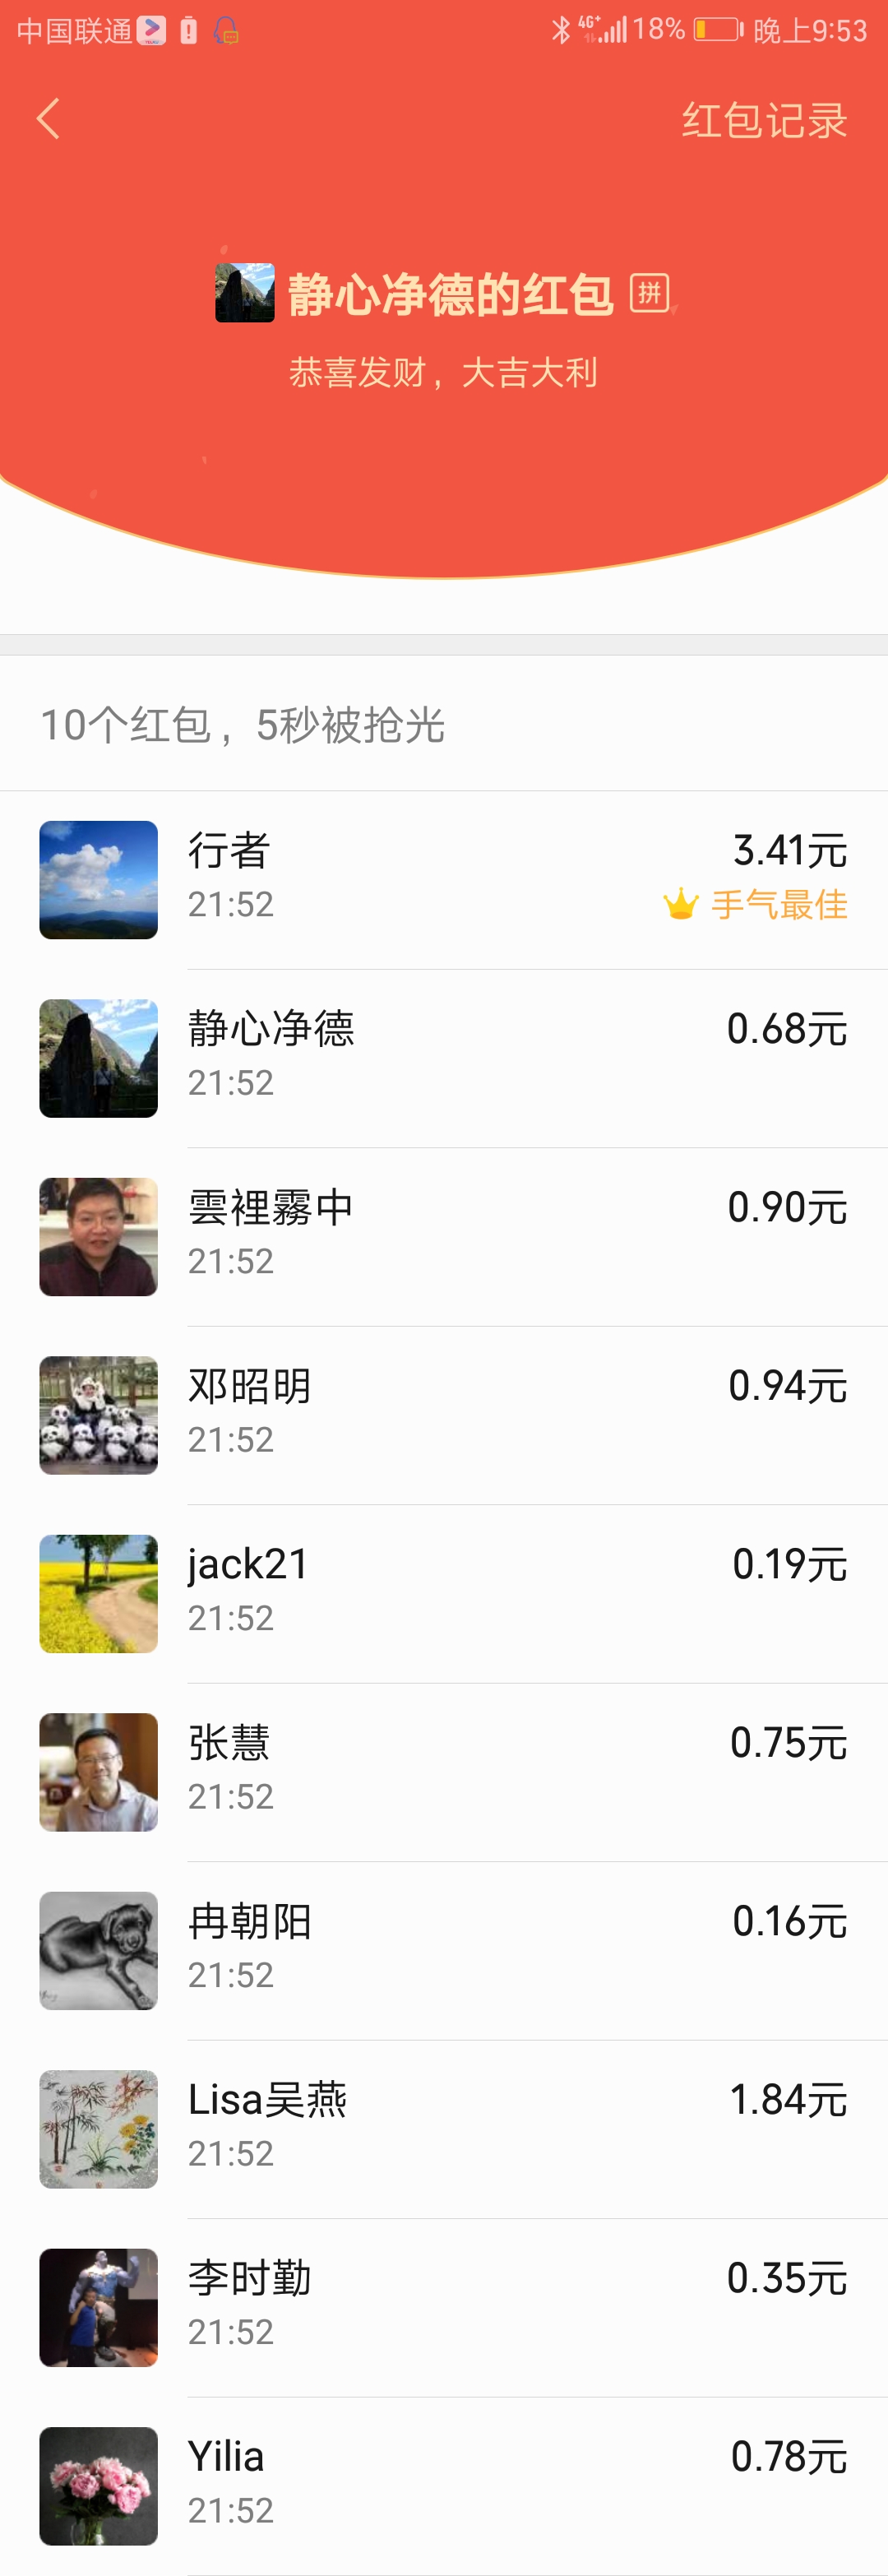 中国联通 4G+ 18% 晚上9:53
红包记录
静心净德的红包 拼
恭喜发财，大吉大利
10个红包，5秒被抢光
行者 3.41元
21:52 手气最佳
静心净德 0.68元
21:52
雲裡霧中 0.90元
21:52
邓昭明 0.94元
21:52
jack21 0.19元
21:52
张慧 0.75元
21:52
冉朝阳 0.16元
21:52
Lisa吴燕 1.84元
21:52
李时勤 0.35元
21:52
Yilia 0.78元
21:52